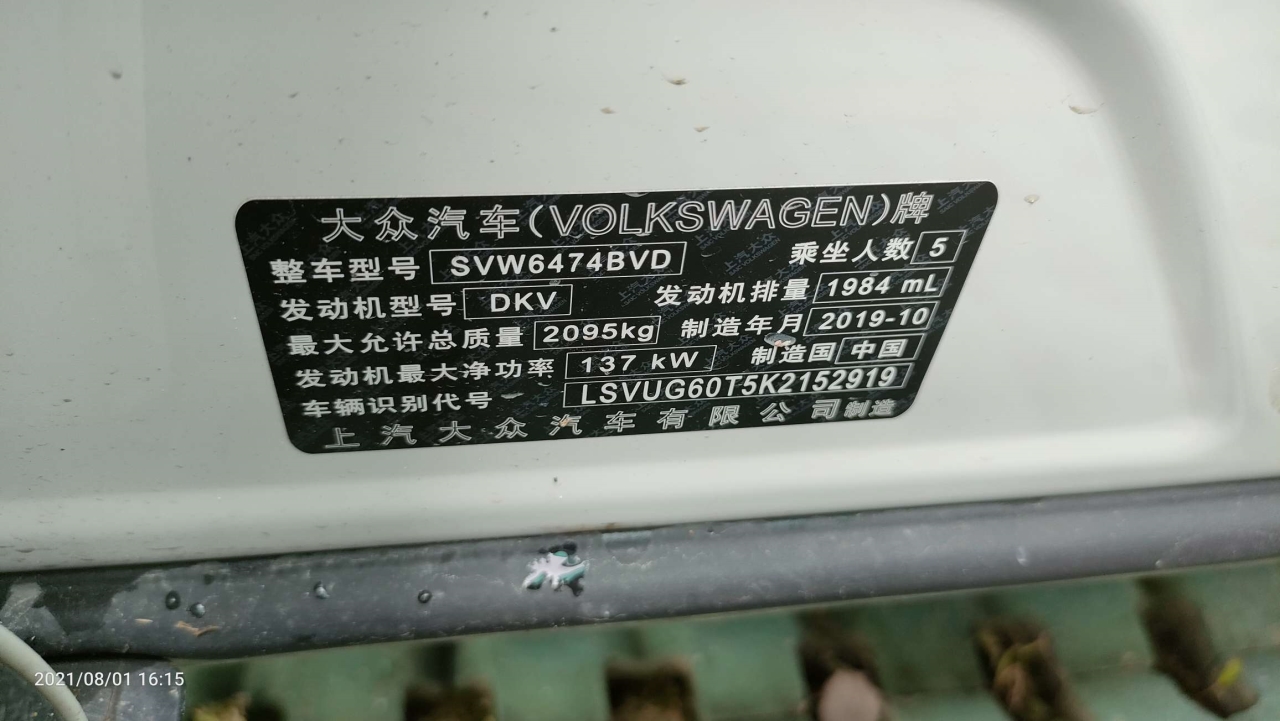 大众汽车(VOLKSWAGEN)牌
整车型号 SVW6474BVD 乘坐人数 5
发动机型号 DKV 发动机排量 1984 mL
最大允许总质量 2095kg 制造年月 2019-10
发动机最大净功率 137 kW 制造国 中国
车辆识别代号 LSVUG60T5K2152919
上汽大众汽车有限公司制造
2021/08/01 16:15